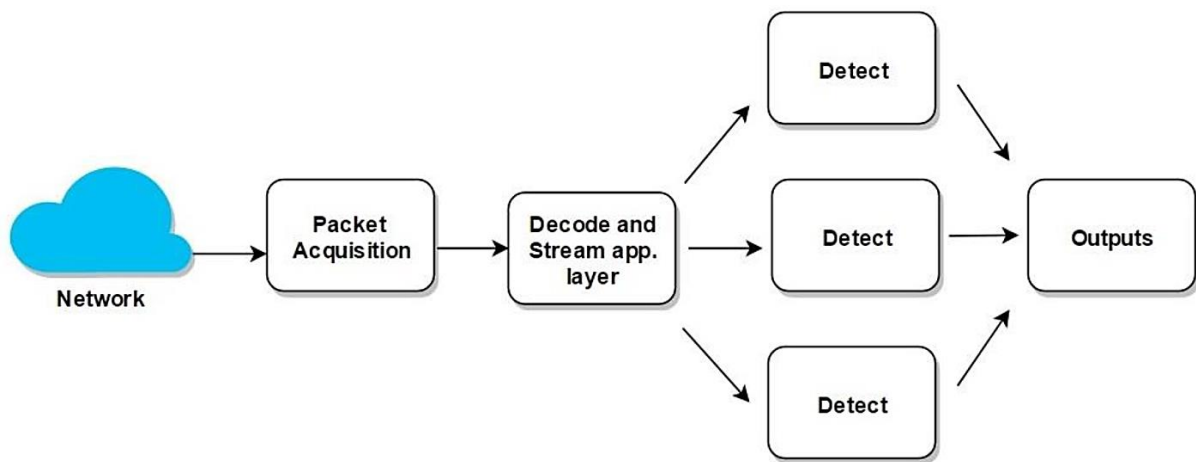 Network
Packet
Acquisition
Decode and
Stream app.
layer
Detect
Detect
Detect
Outputs